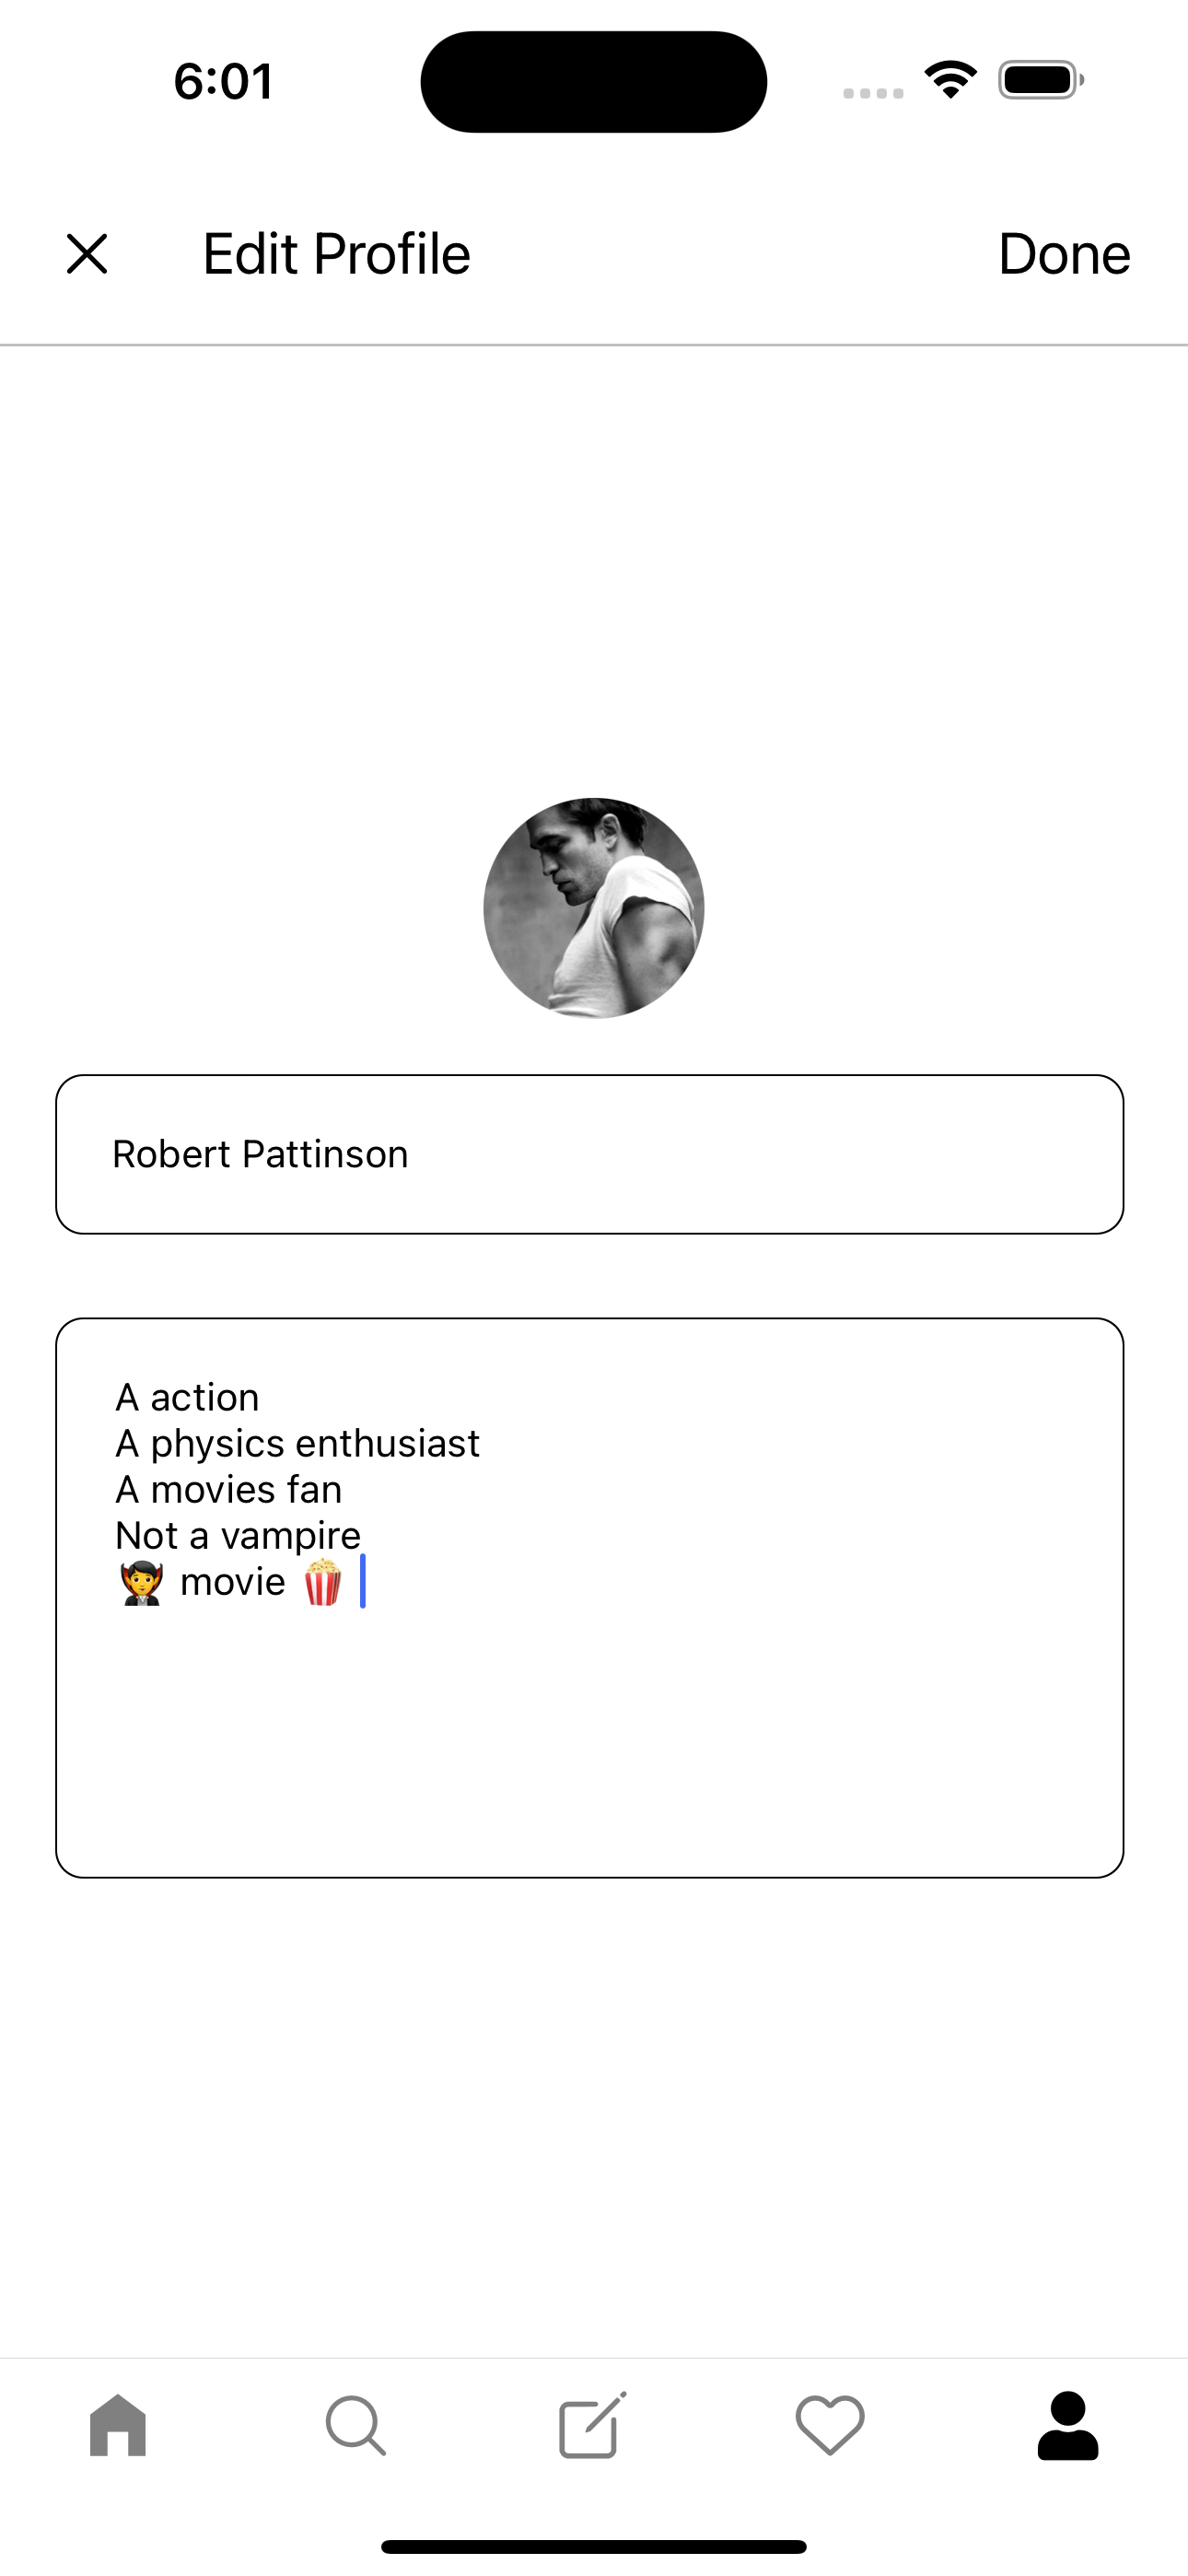 6:01
Edit Profile
Done
Robert Pattinson
A action
A physics enthusiast
A movies fan
Not a vampire
🧛 movie 🍿